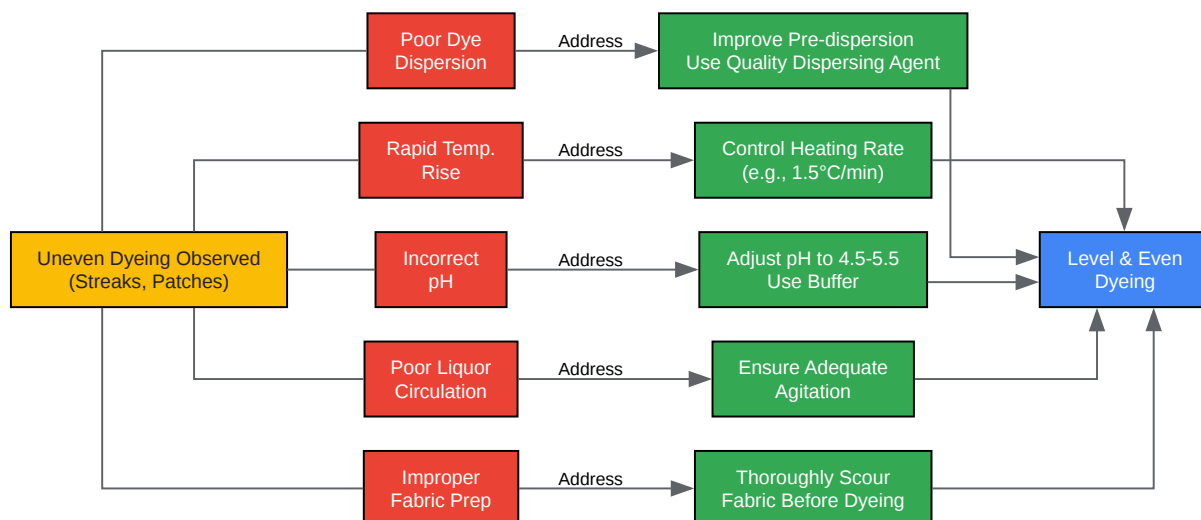 Poor Dye
Dispersion
Address
Improve Pre-dispersion
Use Quality Dispersing Agent
Rapid Temp.
Rise
Address
Control Heating Rate
(e.g., 1.5°C/min)
Uneven Dyeing Observed
(Streaks, Patches)
Incorrect
pH
Address
Adjust pH to 4.5-5.5
Use Buffer
Level & Even
Dyeing
Poor Liquor
Circulation
Address
Ensure Adequate
Agitation
Improper
Fabric Prep
Address
Thoroughly Scour
Fabric Before Dyeing